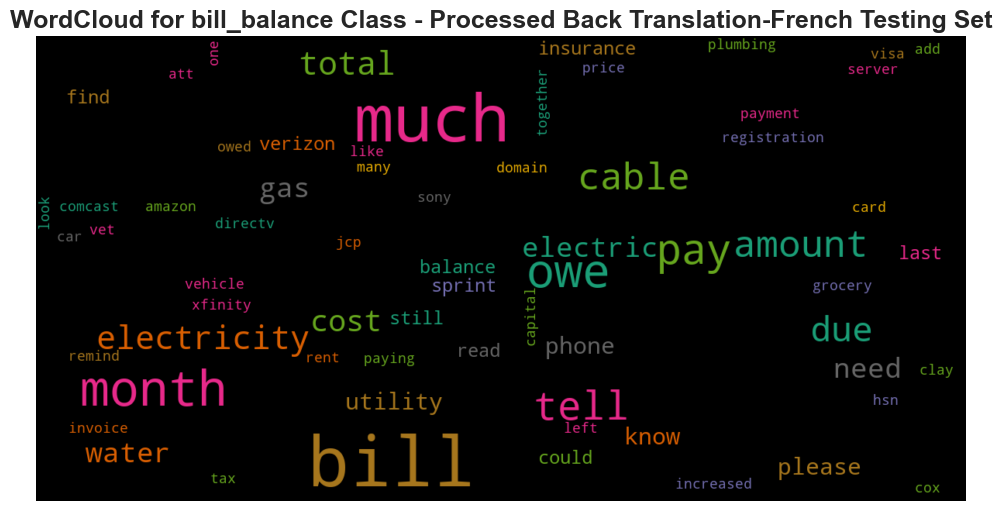 WordCloud for bill_balance Class - Processed Back Translation-French Testing Set
one
insurance
plumbing
visa
add
total
att
price
server
find
together
much
payment
registration
owed
verizon
like
many
domain
cable
gas
sony
look
comcast
amazon
card
car
vet
directv
jcp
electric
pay
amount
last
balance
owe
vehicle
sprint
grocery
xfinity
capital
cost
still
due
electricity
phone
read
remind
rent
paying
need
clay
month
utility
tell
hsn
invoice
left
know
water
bill
could
please
tax
increased
cox